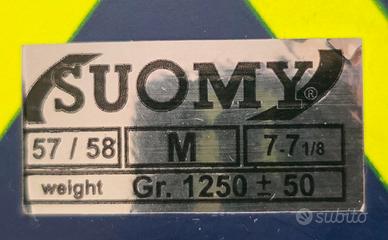 SUOMY®
57 / 58 M 7-7 1/8
weight Gr. 1250 ± 50
subito